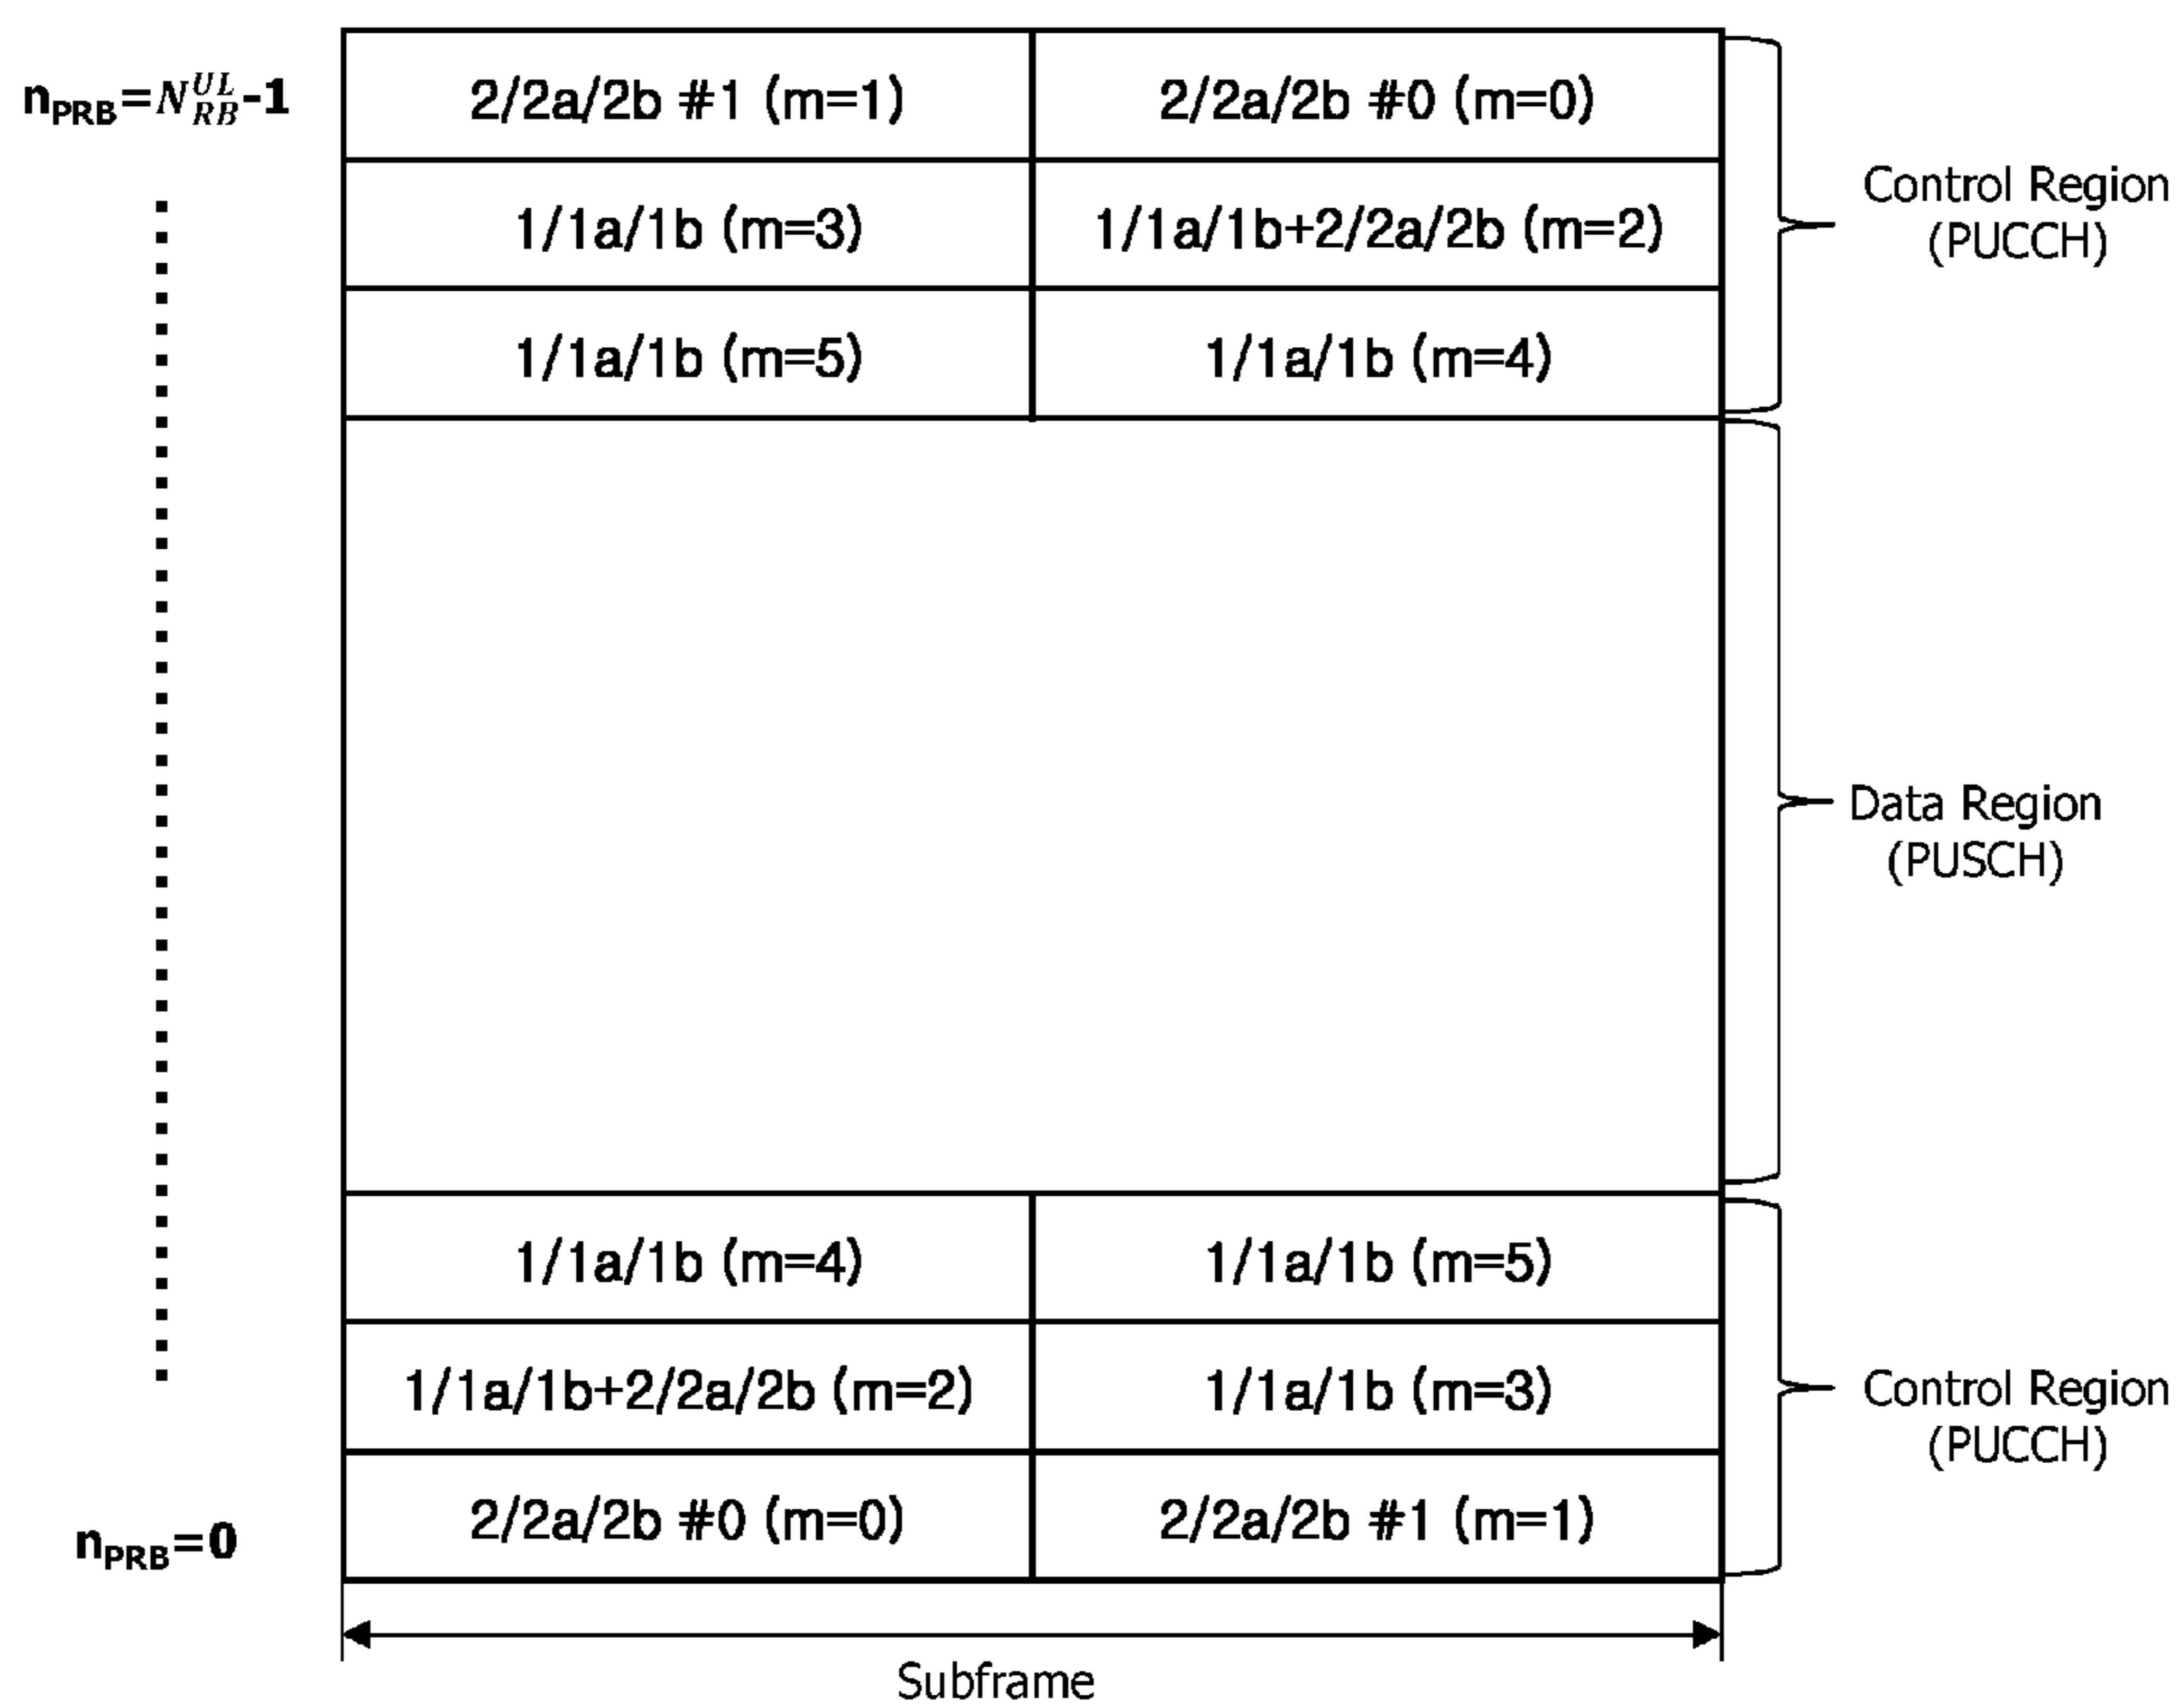 n_PRB=N_RB^UL-1
2/2a/2b #1 (m=1)
2/2a/2b #0 (m=0)
1/1a/1b (m=3)
1/1a/1b+2/2a/2b (m=2)
1/1a/1b (m=5)
1/1a/1b (m=4)
Control Region
(PUCCH)
Data Region
(PUSCH)
1/1a/1b (m=4)
1/1a/1b (m=5)
1/1a/1b+2/2a/2b (m=2)
1/1a/1b (m=3)
2/2a/2b #0 (m=0)
2/2a/2b #1 (m=1)
Control Region
(PUCCH)
n_PRB=0
Subframe